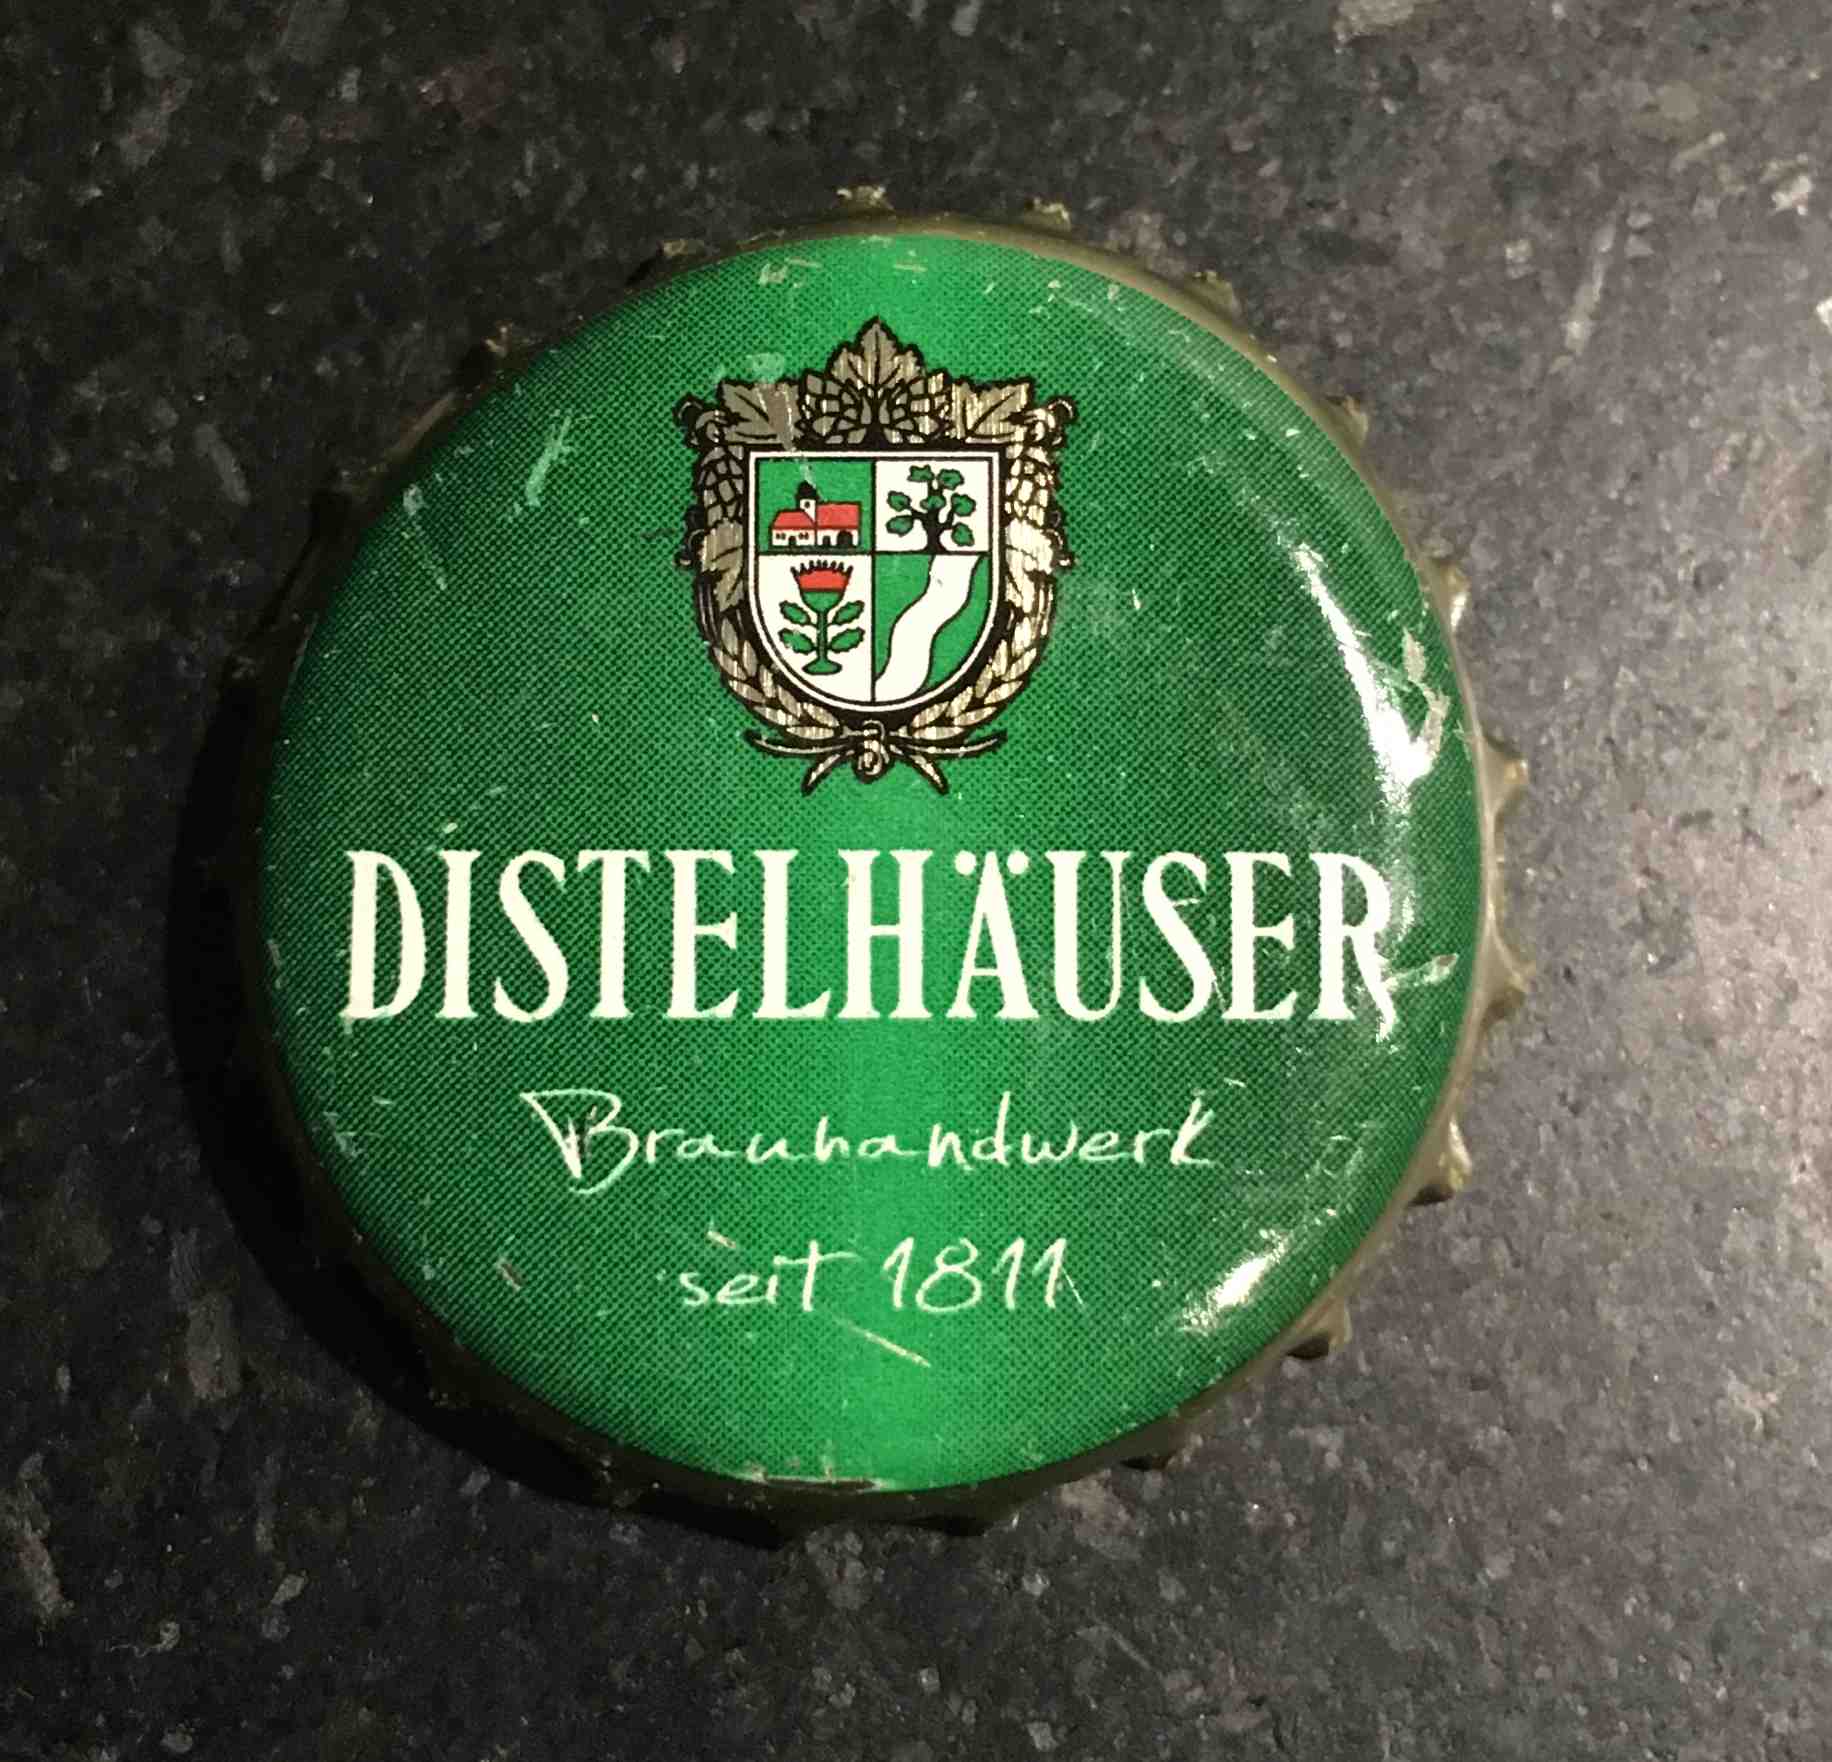 DISTELHÄUSER
Brauhandwerk
seit 1811